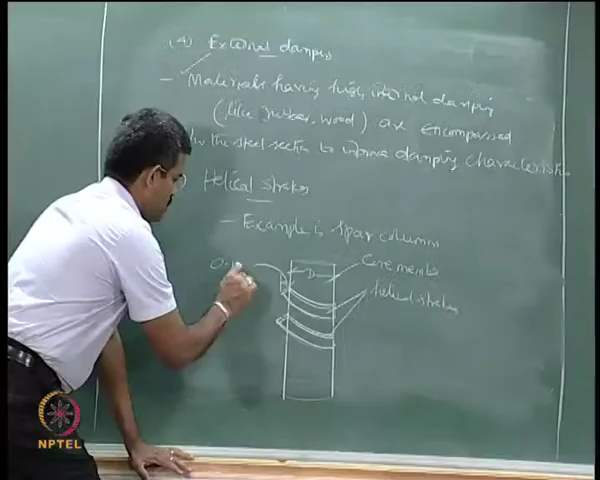 (4) External dampers
- Materials having high internal damping
(like rubber, wood) are encompassed
in the steel section to improve damping characteristics
Helical strakes
- Example is spar columns
D
Core member
helical strakes
NPTEL